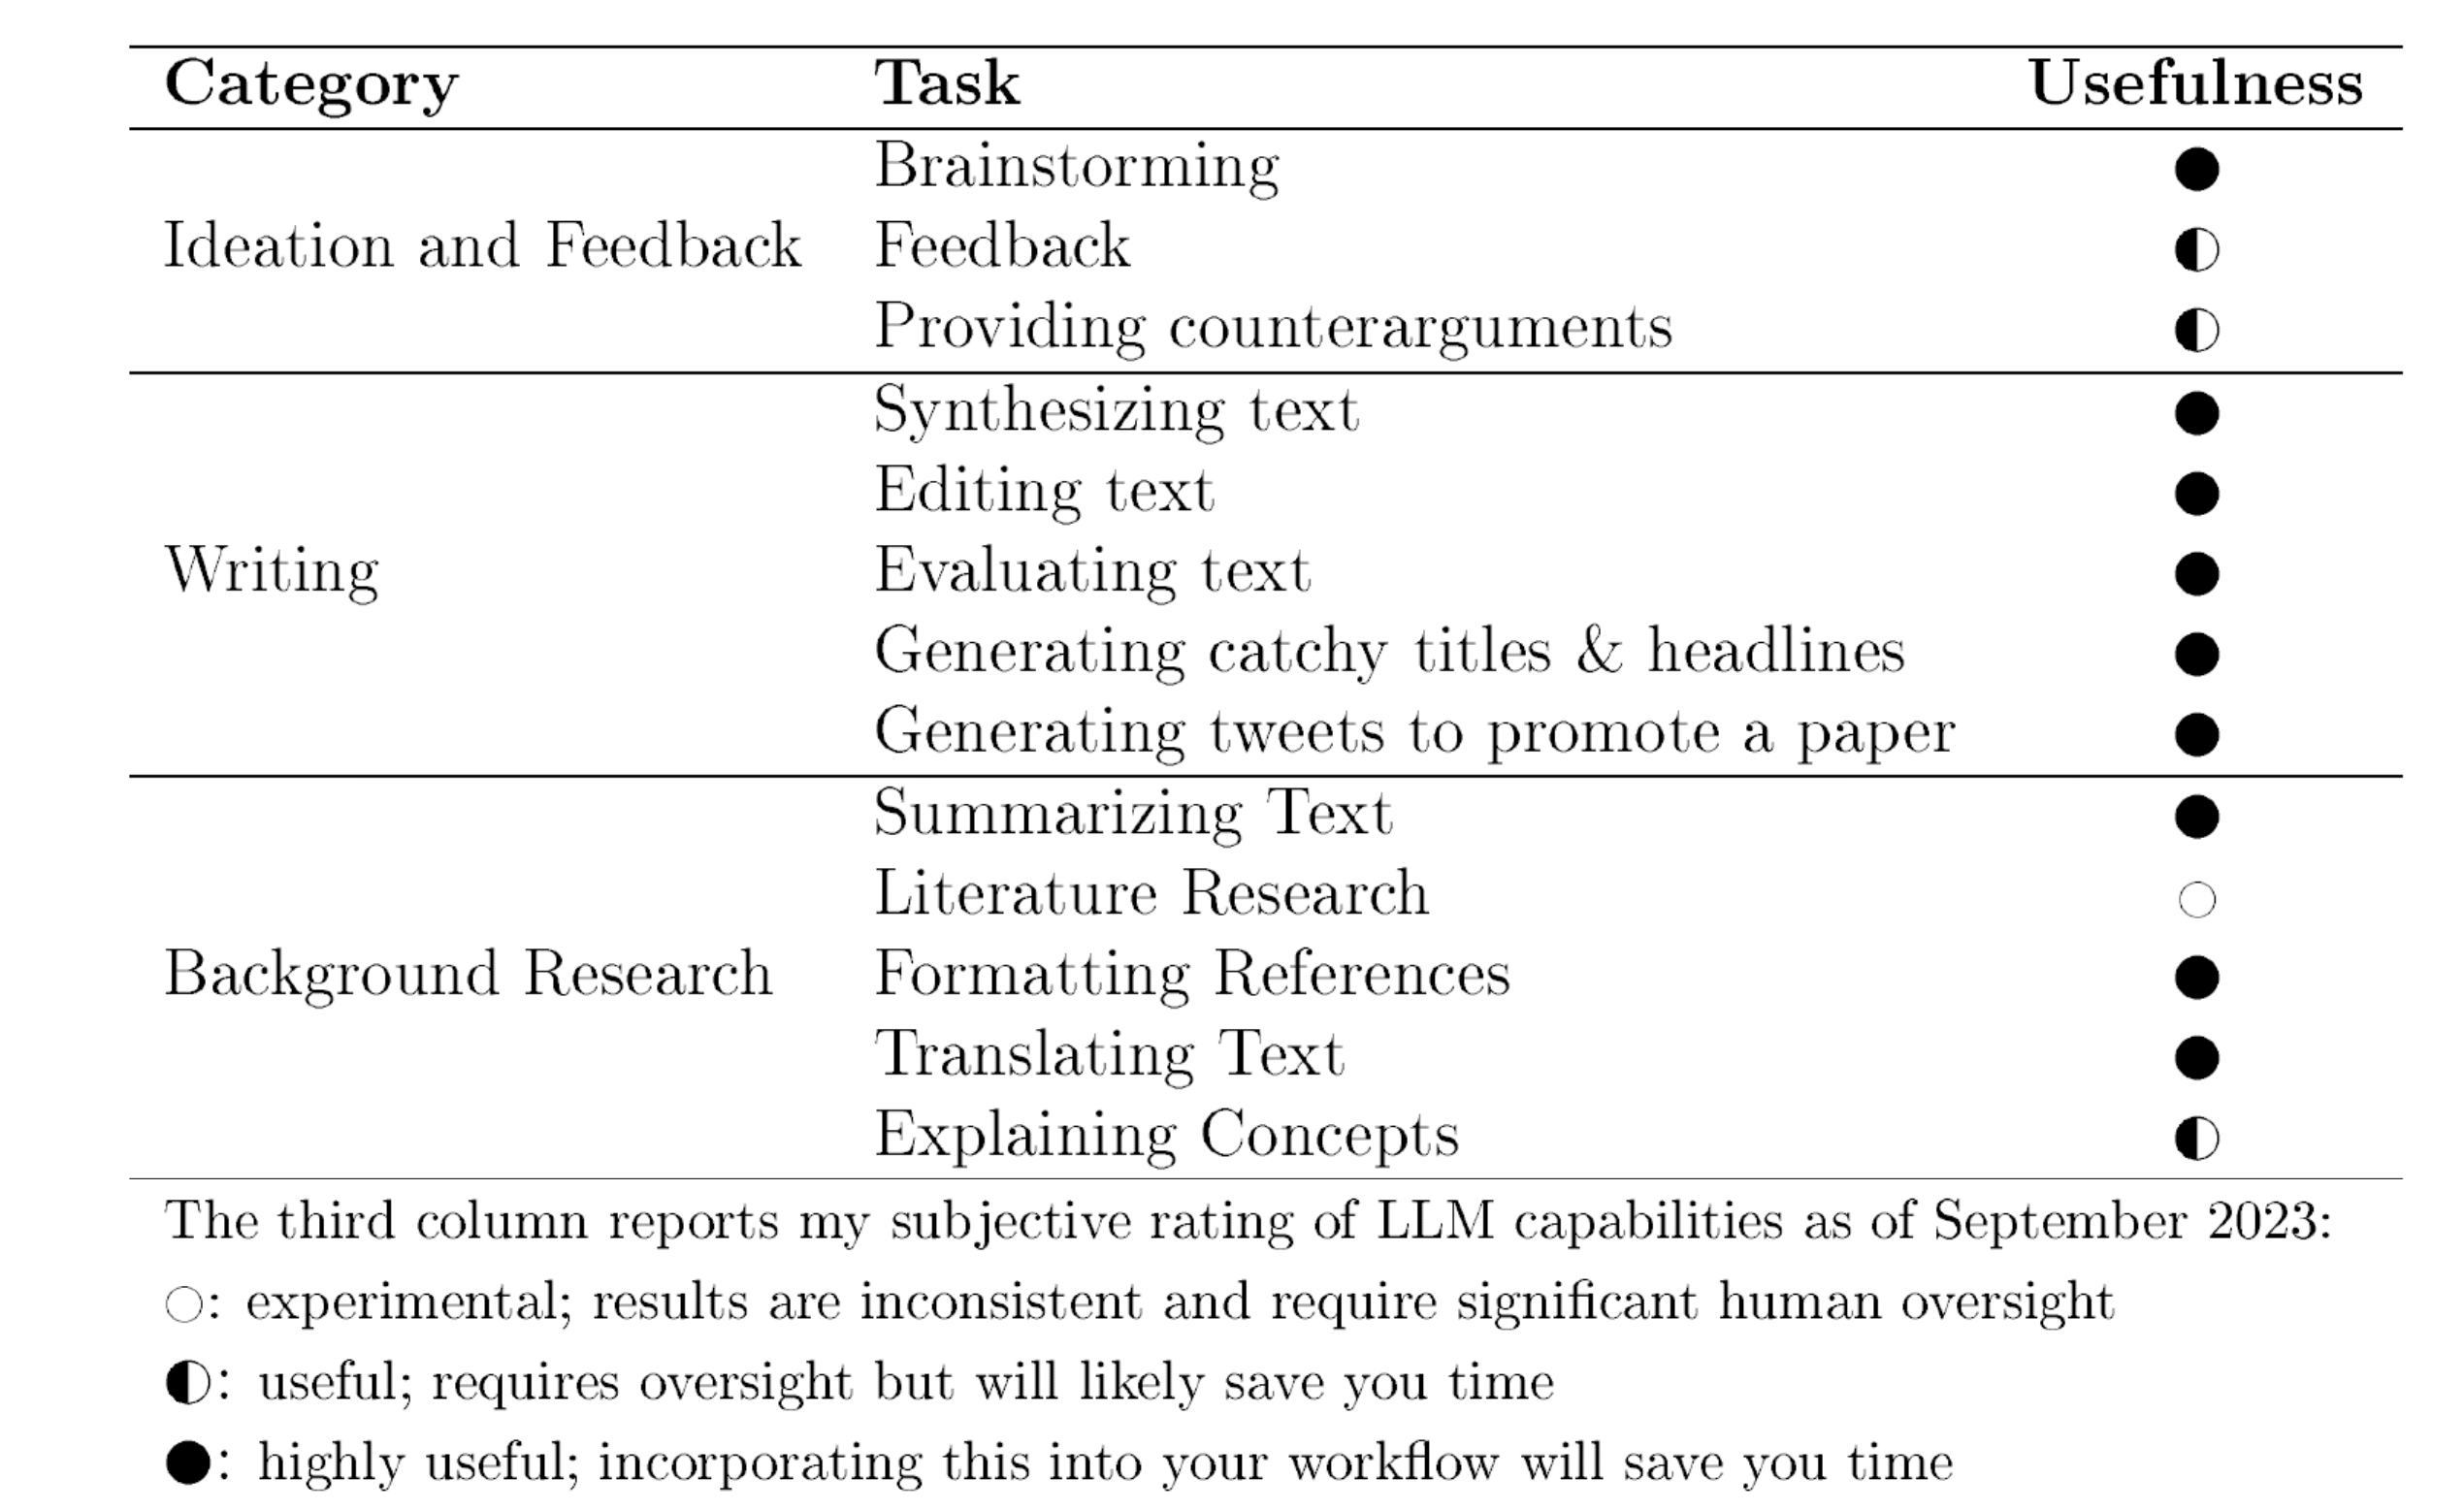 Category Task Usefulness
Brainstorming ●
Ideation and Feedback Feedback ◐
Providing counterarguments ◐
Synthesizing text ●
Editing text ●
Writing Evaluating text ●
Generating catchy titles & headlines ●
Generating tweets to promote a paper ●
Summarizing Text ●
Literature Research ○
Background Research Formatting References ●
Translating Text ●
Explaining Concepts ◐
The third column reports my subjective rating of LLM capabilities as of September 2023:
○: experimental; results are inconsistent and require significant human oversight
◐: useful; requires oversight but will likely save you time
●: highly useful; incorporating this into your workflow will save you time